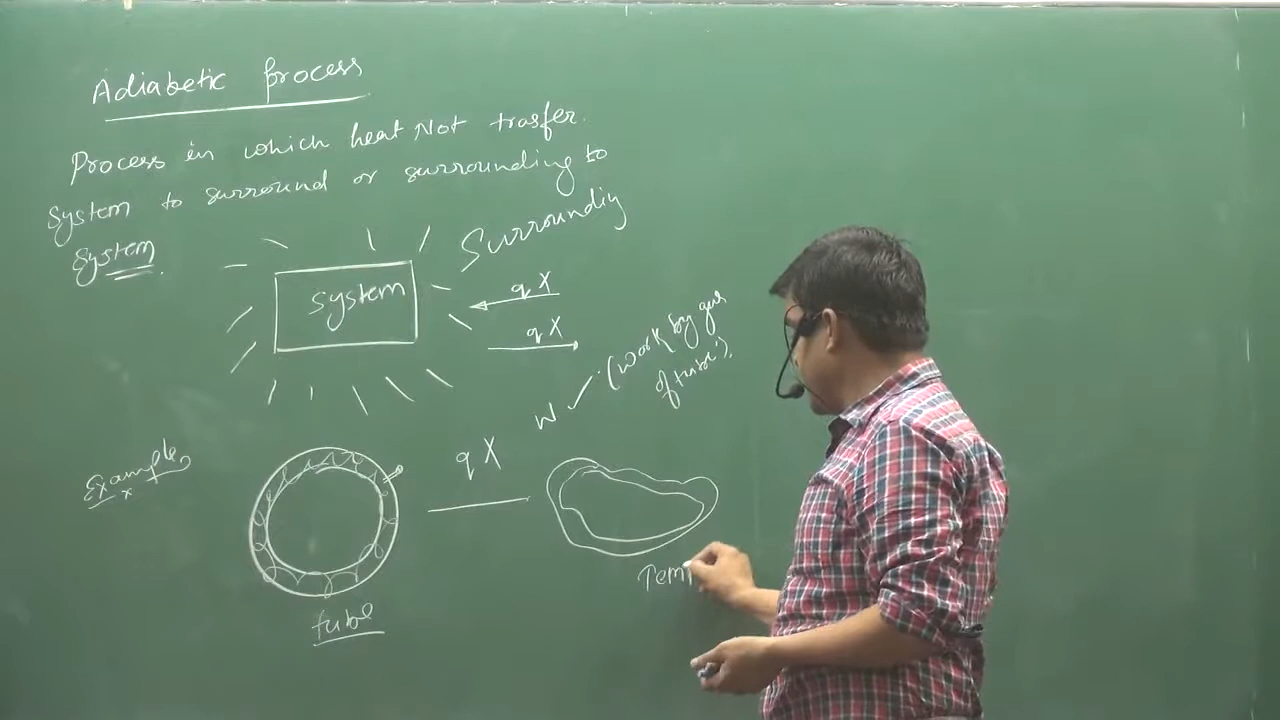 Adiabetic process
Process in which heat Not trasfer.
System to surround or surrounding to
System.
Surroundiy
system
q X
q X
(work by gas
of tube).
W ✓
Example
q X
Tem
tube